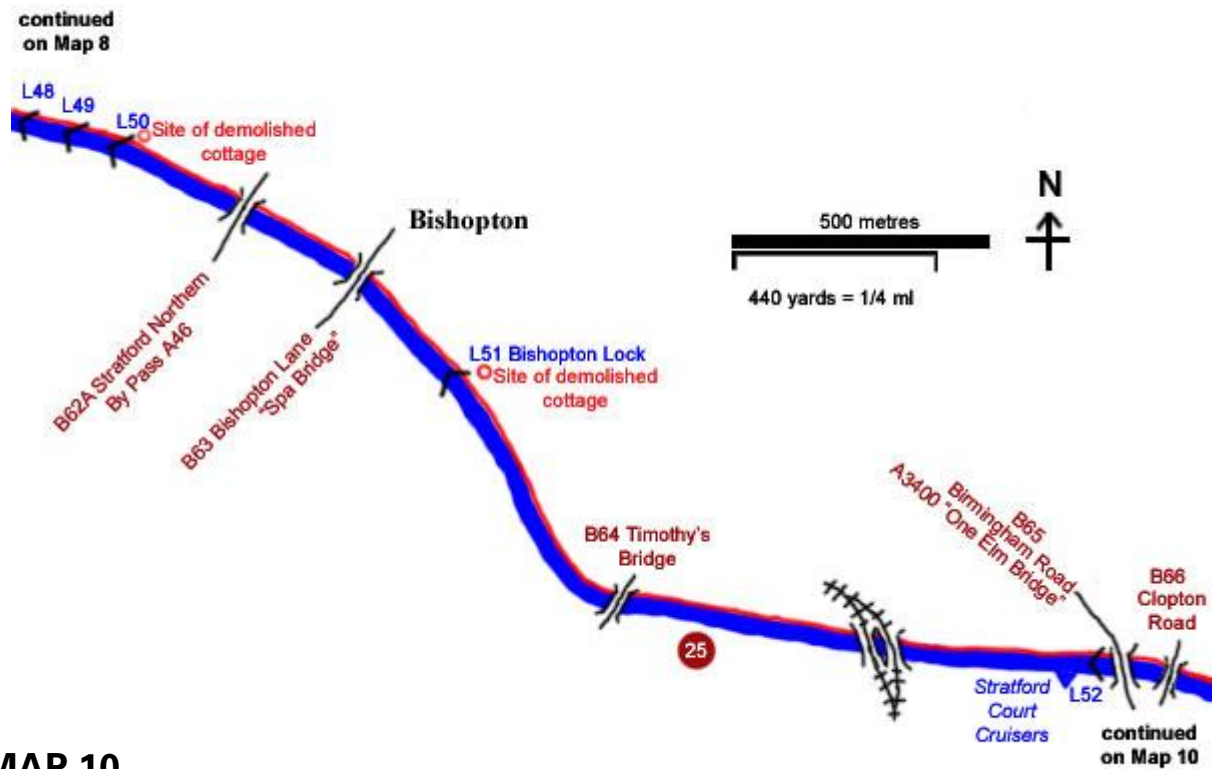 continued
on Map 8
L48
L49
L50
Site of demolished
cottage
Bishopton
N
500 metres
440 yards = 1/4 ml
B62A Stratford Northern
By Pass A46
B63 Bishopton Lane
"Spa Bridge"
L51 Bishopton Lock
Site of demolished
cottage
B64 Timothy's
Bridge
25
B65
Birmingham Road
A3400 "One Elm Bridge"
B66
Clopton
Road
Stratford
Court
Cruisers
L52
continued
on Map 10
MAP 10